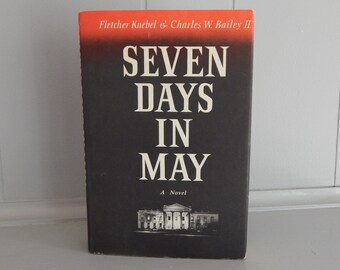 Fletcher Knebel & Charles W. Bailey II
SEVEN
DAYS
IN
MAY
A Novel